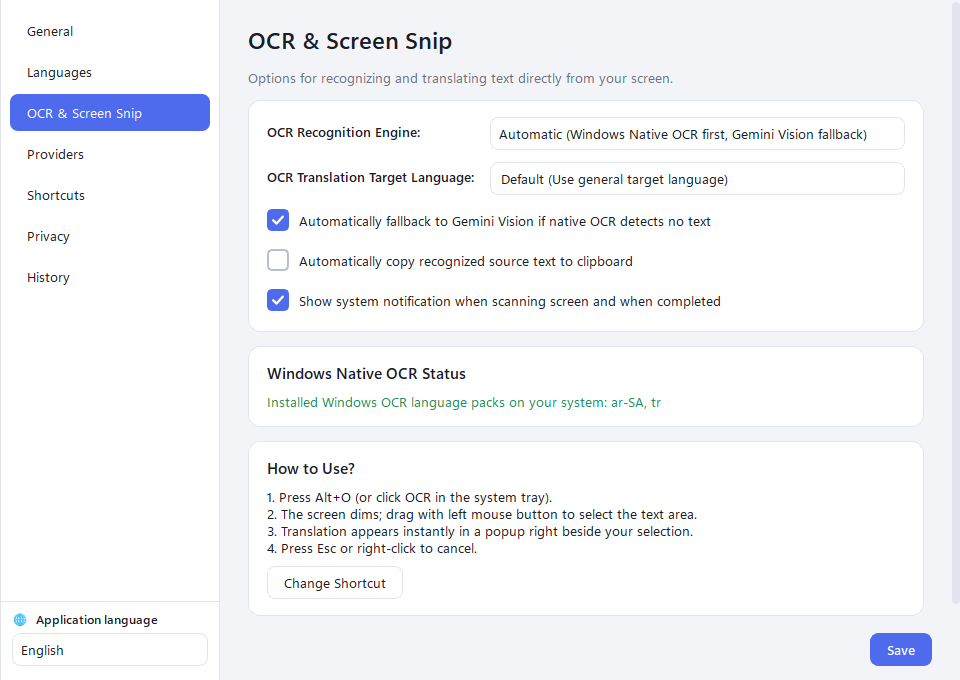 General
Languages
OCR & Screen Snip
Providers
Shortcuts
Privacy
History
Application language
English
OCR & Screen Snip
Options for recognizing and translating text directly from your screen.
OCR Recognition Engine:
Automatic (Windows Native OCR first, Gemini Vision fallback)
OCR Translation Target Language:
Default (Use general target language)
Automatically fallback to Gemini Vision if native OCR detects no text
Automatically copy recognized source text to clipboard
Show system notification when scanning screen and when completed
Windows Native OCR Status
Installed Windows OCR language packs on your system: ar-SA, tr
How to Use?
1. Press Alt+O (or click OCR in the system tray).
2. The screen dims; drag with left mouse button to select the text area.
3. Translation appears instantly in a popup right beside your selection.
4. Press Esc or right-click to cancel.
Change Shortcut
Save